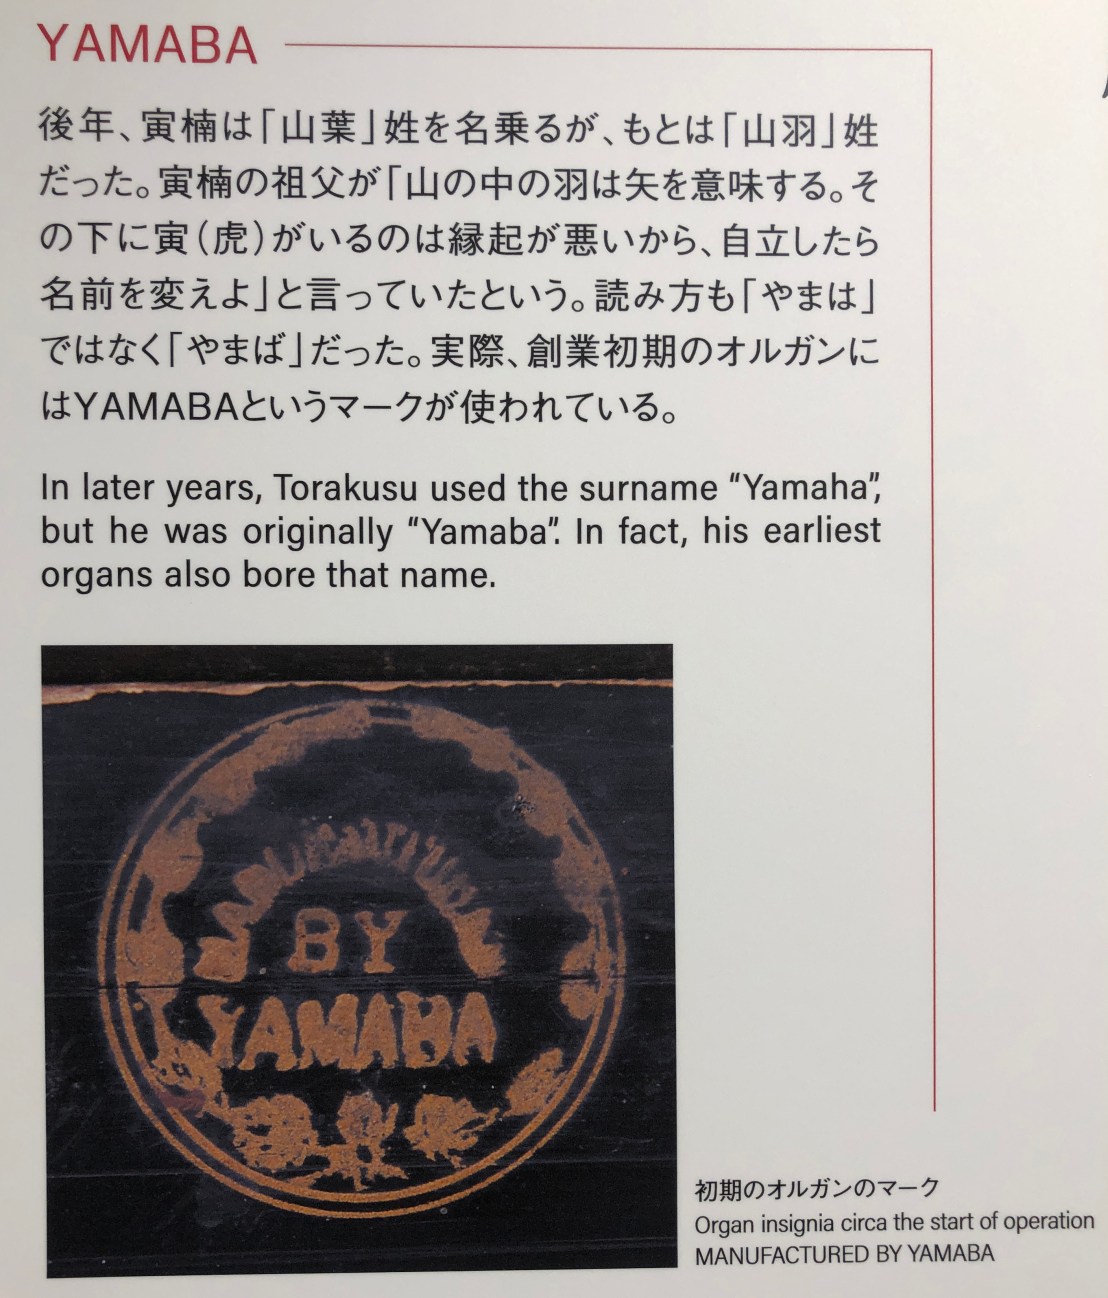 YAMABA
後年、寅楠は「山葉」姓を名乗るが、もとは「山羽」姓
だった。寅楠の祖父が「山の中の羽は矢を意味する。そ
の下に寅(虎)がいるのは縁起が悪いから、自立したら
名前を変えよ」と言っていたという。読み方も「やまは」
ではなく「やまば」だった。実際、創業初期のオルガンに
はYAMABAというマークが使われている。
In later years, Torakusu used the surname “Yamaha”,
but he was originally “Yamaba”. In fact, his earliest
organs also bore that name.
BY
YAMABA
初期のオルガンのマーク
Organ insignia circa the start of operation
MANUFACTURED BY YAMABA